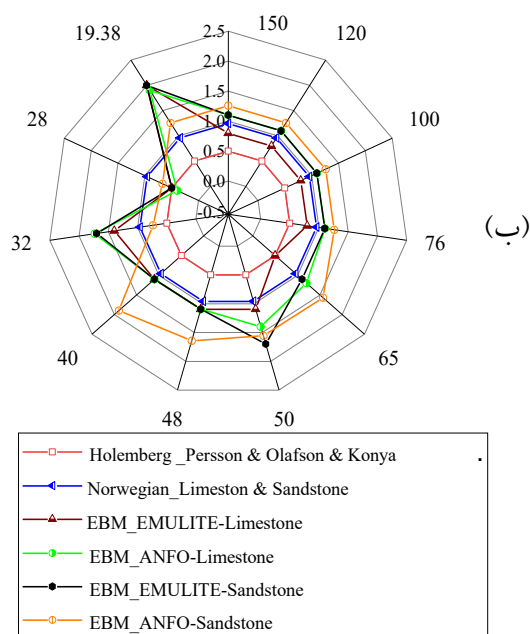 2.5
150
19.38
2.0
120
1.5
28
1.0
100
0.5
0.0
-0.5
(ب)
32
76
40
65
48
50
Holemberg _Persson & Olafson & Konya .
Norwegian_Limeston & Sandstone
EBM_EMULITE-Limestone
EBM_ANFO-Limestone
EBM_EMULITE-Sandstone
EBM_ANFO-Sandstone